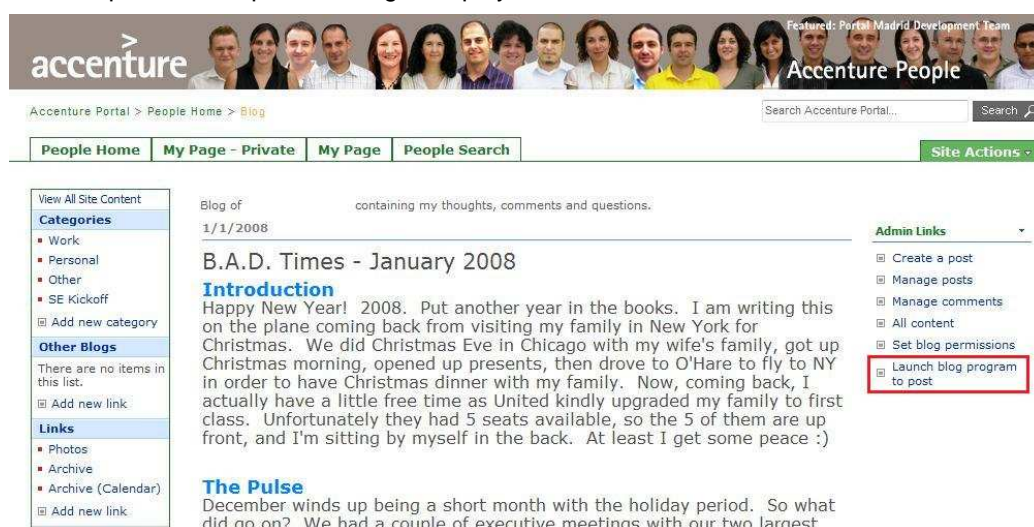 Featured: Portal Madrid Development Team
accenture
Accenture People
Accenture Portal > People Home > Blog
Search Accenture Portal...
Search
People Home
My Page - Private
My Page
People Search
Site Actions
View All Site Content
Categories
Work
Personal
Other
SE Kickoff
Add new category
Other Blogs
There are no items in
this list.
Add new link
Links
Photos
Archive
Archive (Calendar)
Add new link
Blog of containing my thoughts, comments and questions.
1/1/2008
B.A.D. Times - January 2008
Introduction
Happy New Year! 2008. Put another year in the books. I am writing this
on the plane coming back from visiting my family in New York for
Christmas. We did Christmas Eve in Chicago with my wife's family, got up
Christmas morning, opened up presents, then drove to O'Hare to fly to NY
in order to have Christmas dinner with my family. Now, coming back, I
actually have a little free time as United kindly upgraded my family to first
class. Unfortunately they had 5 seats available, so the 5 of them are up
front, and I'm sitting by myself in the back. At least I get some peace :)
The Pulse
December winds up being a short month with the holiday period. So what
did go on? We had a couple of executive meetings with our two largest
Admin Links
Create a post
Manage posts
Manage comments
All content
Set blog permissions
Launch blog program
to post